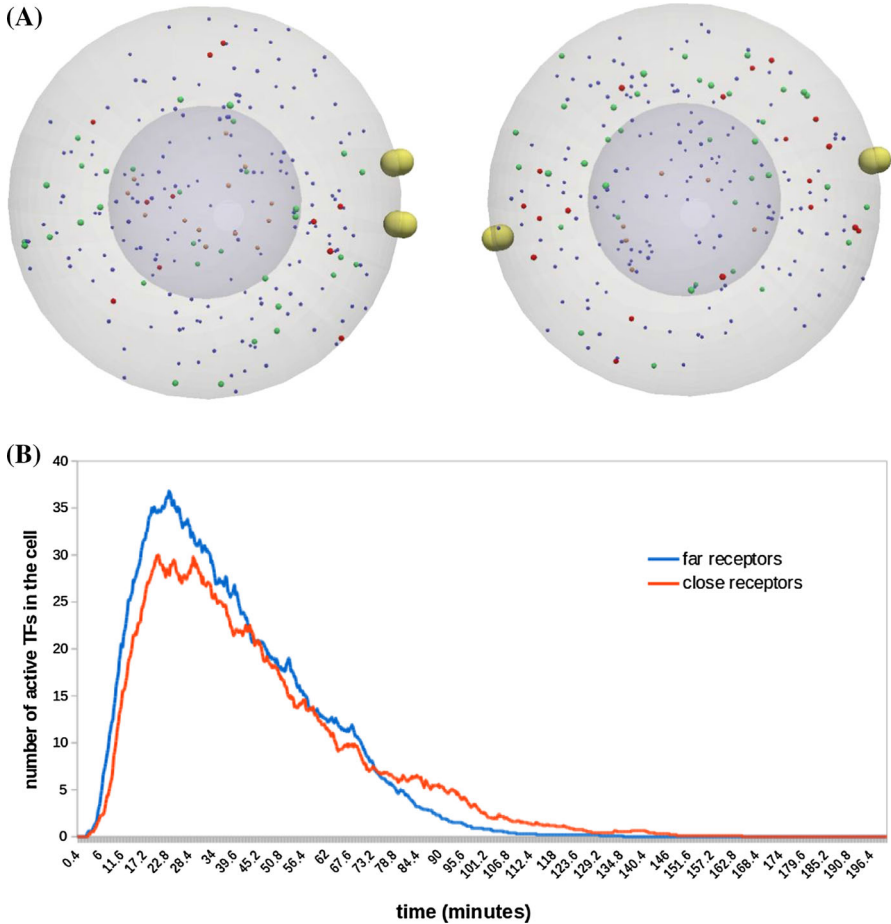 (A)
(B)
40
35
30
25
20
15
10
5
0
number of active TFs in the cell
far receptors
close receptors
0.4 6 11.6 17.2 22.8 28.4 34 39.6 45.2 50.8 56.4 62 67.6 73.2 78.8 84.4 90 95.6 101.2 106.8 112.4 118 123.6 129.2 134.8 140.4 146 151.6 157.2 162.8 168.4 174 179.6 185.2 190.8 196.4
time (minutes)